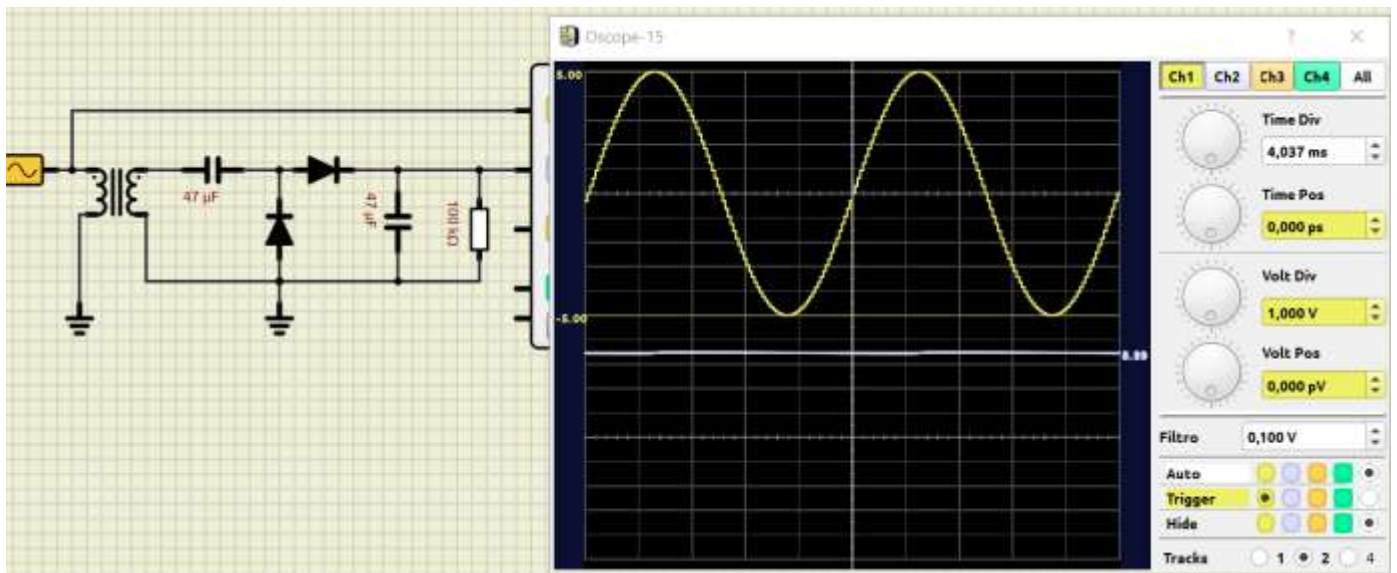 47 µF
47 µF
100 kΩ
Oscope-15
?
5.00
-5.00
8.99
Ch1 Ch2 Ch3 Ch4 All
Time Div
4,037 ms
Time Pos
0,000 ps
Volt Div
1,000 V
Volt Pos
0,000 pV
Filtro 0,100 V
Auto
Trigger
Hide
Tracks 1 2 4